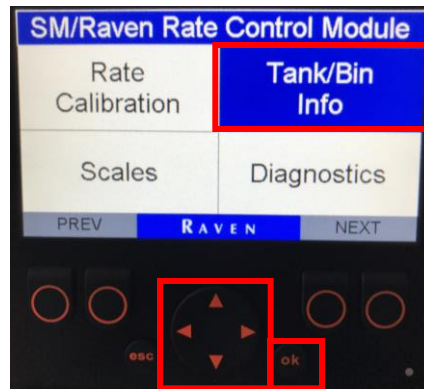 SM/Raven Rate Control Module
Rate
Calibration
Tank/Bin
Info
Scales
Diagnostics
PREV
RAVEN
NEXT
esc
ok